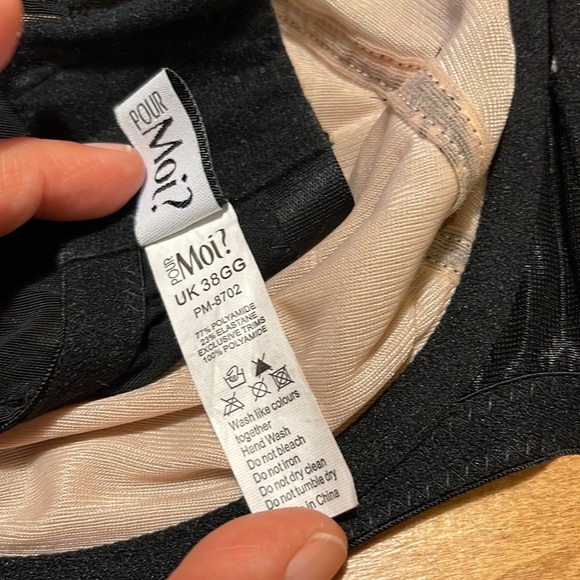 POUR
Moi?
POUR
Moi?
UK 38GG
PM-8702
77% POLYAMIDE
23% ELASTANE
EXCLUSIVE TRIMS
100% POLYAMIDE
Wash like colours
together
Hand Wash
Do not bleach
Do not iron
Do not dry clean
Do not tumble dry
in China